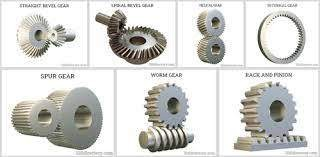 STRAIGHT BEVEL GEAR
SPIRAL BEVEL GEAR
HELICAL GEAR
INTERNAL GEAR
SPUR GEAR
WORM GEAR
RACK AND PINION